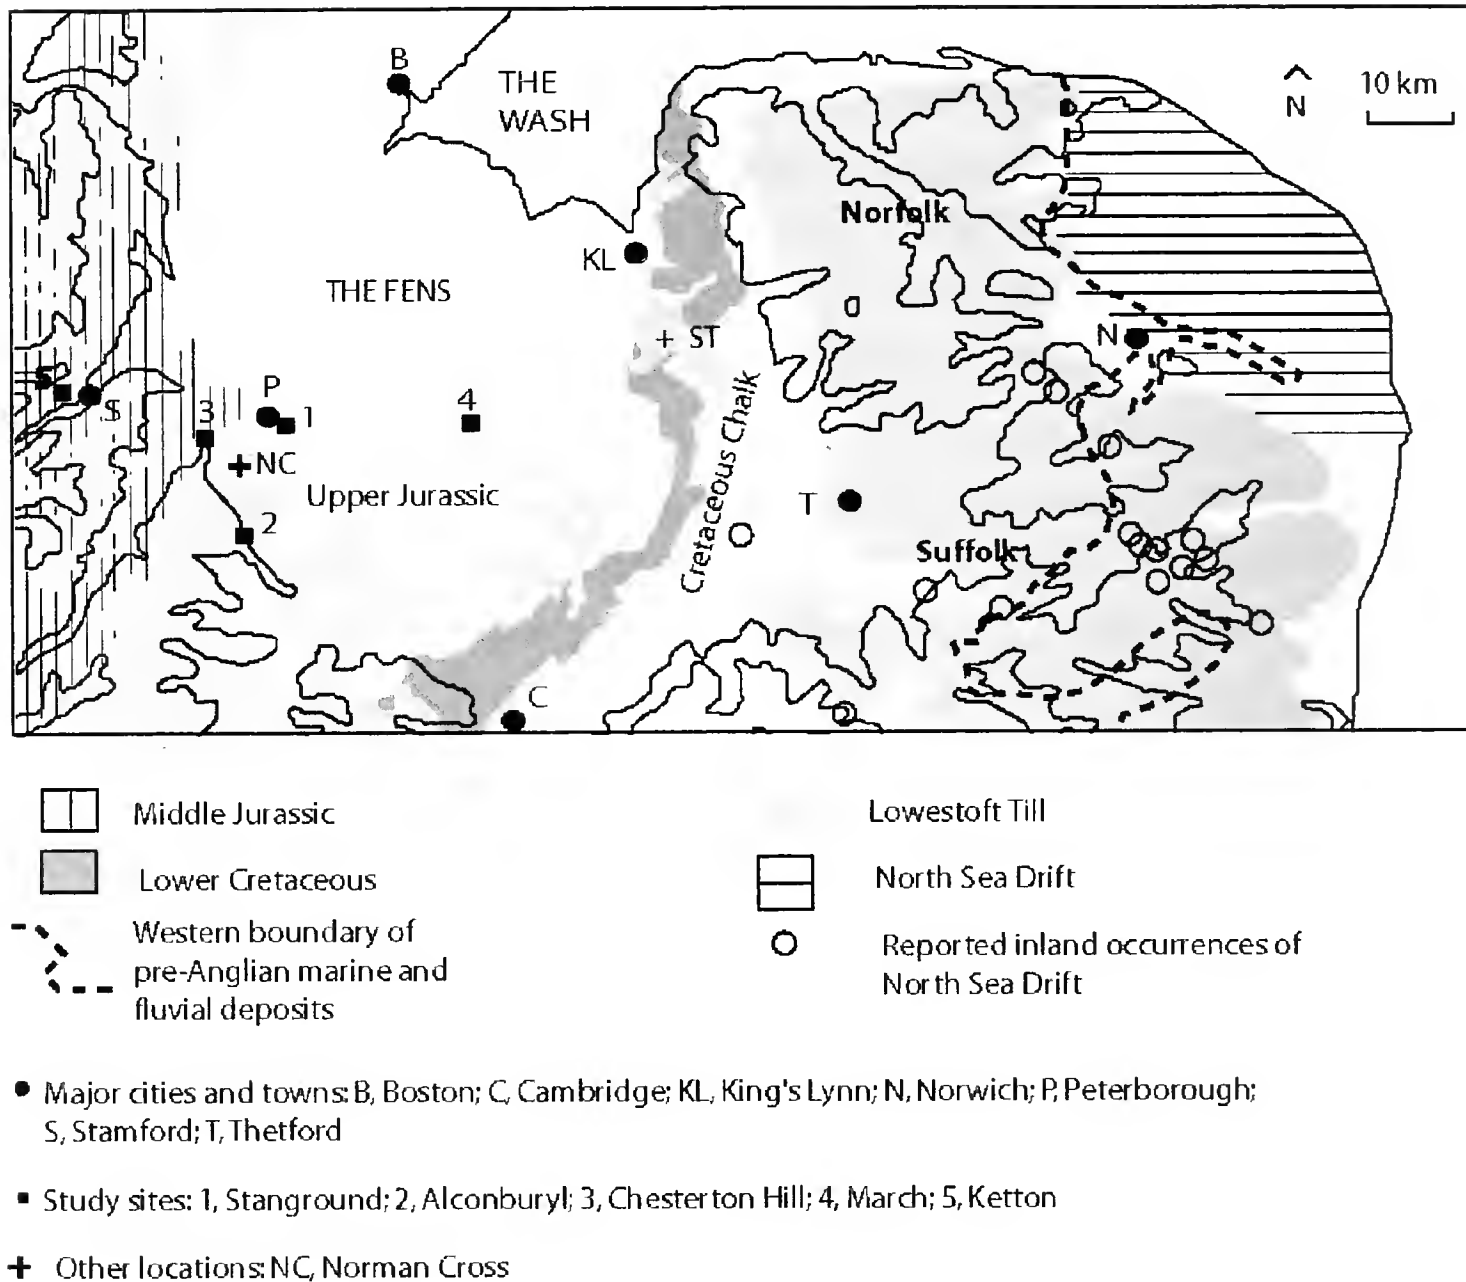 B
THE
WASH
N
10 km
Norfolk
KL
THE FENS
+ ST
N
5
S
P
3
1
4
NC
Upper Jurassic
Cretaceous Chalk
T
2
Suffolk
C
Middle Jurassic
Lowestoft Till
Lower Cretaceous
North Sea Drift
Western boundary of
pre-Anglian marine and
fluvial deposits
Reported inland occurrences of
North Sea Drift
Major cities and towns: B, Boston; C, Cambridge; KL, King's Lynn; N, Norwich; P, Peterborough;
S, Stamford; T, Thetford
Study sites: 1, Stanground; 2, Alconburyl; 3, Chesterton Hill; 4, March; 5, Ketton
+ Other locations: NC, Norman Cross